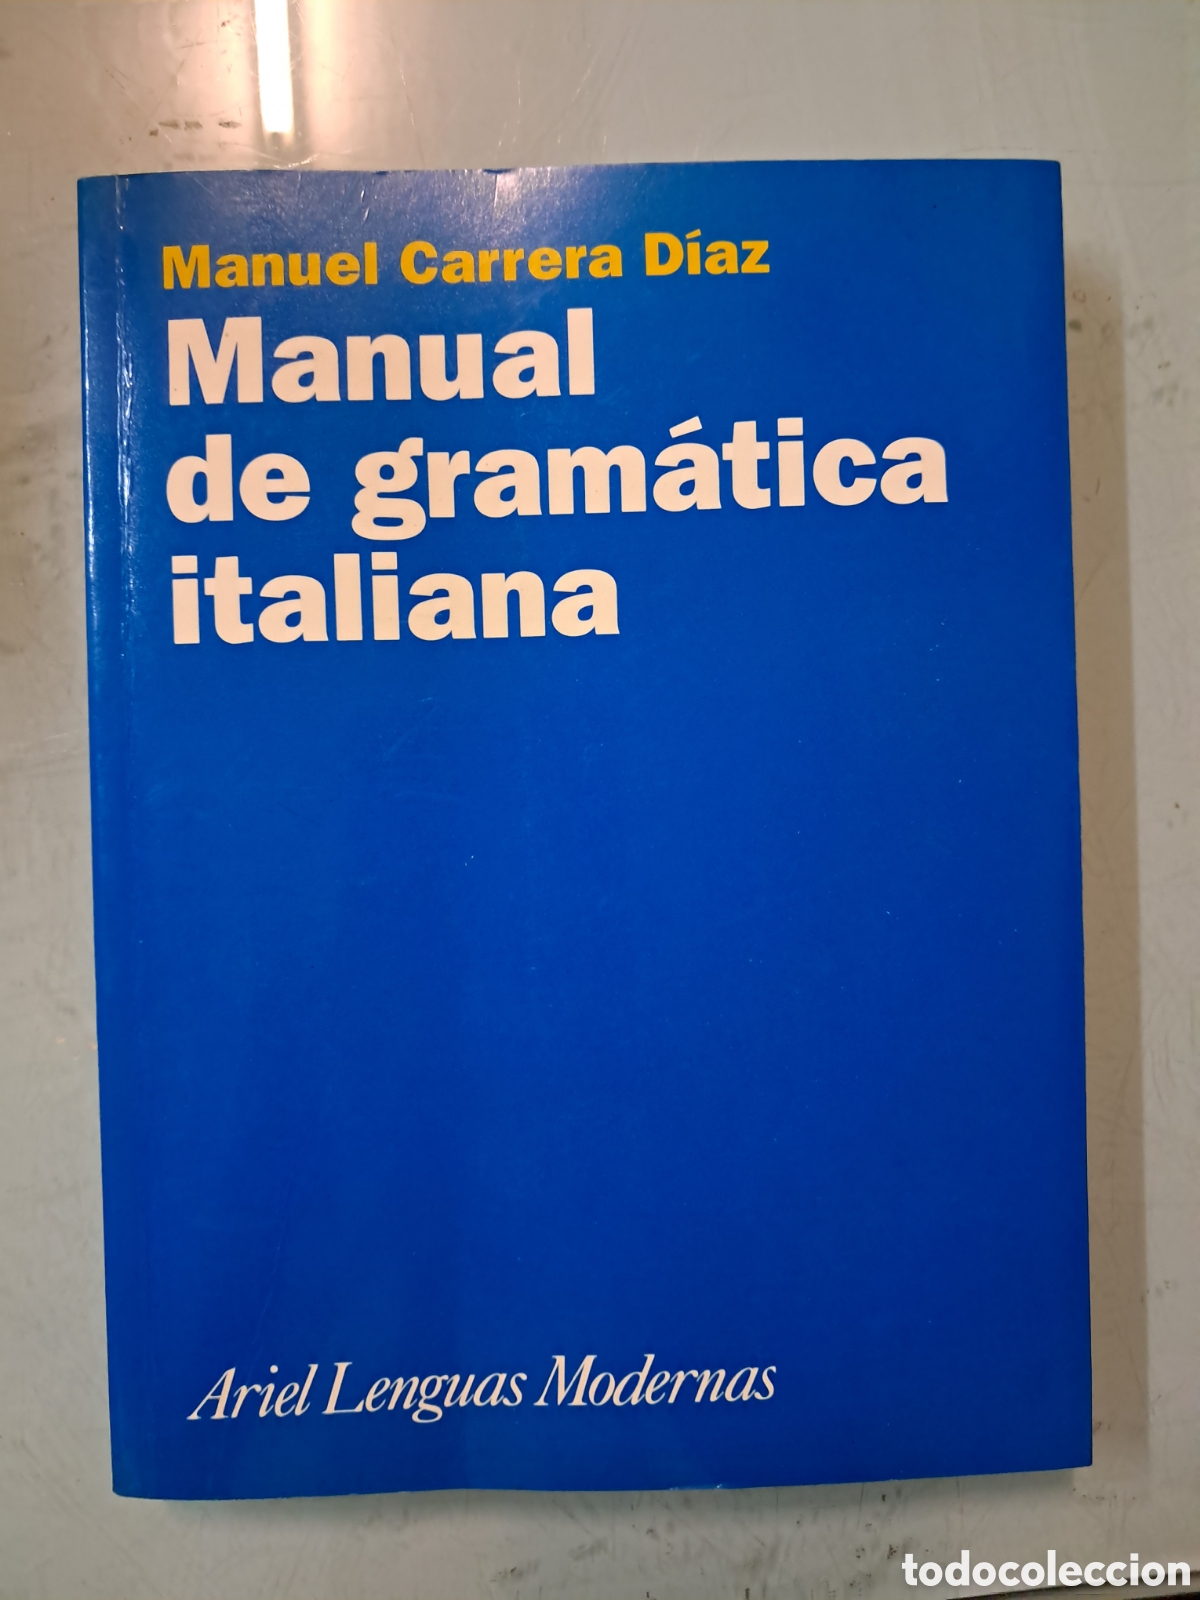 Manuel Carrera Díaz
Manual
de gramática
italiana
Ariel Lenguas Modernas
todocoleccion